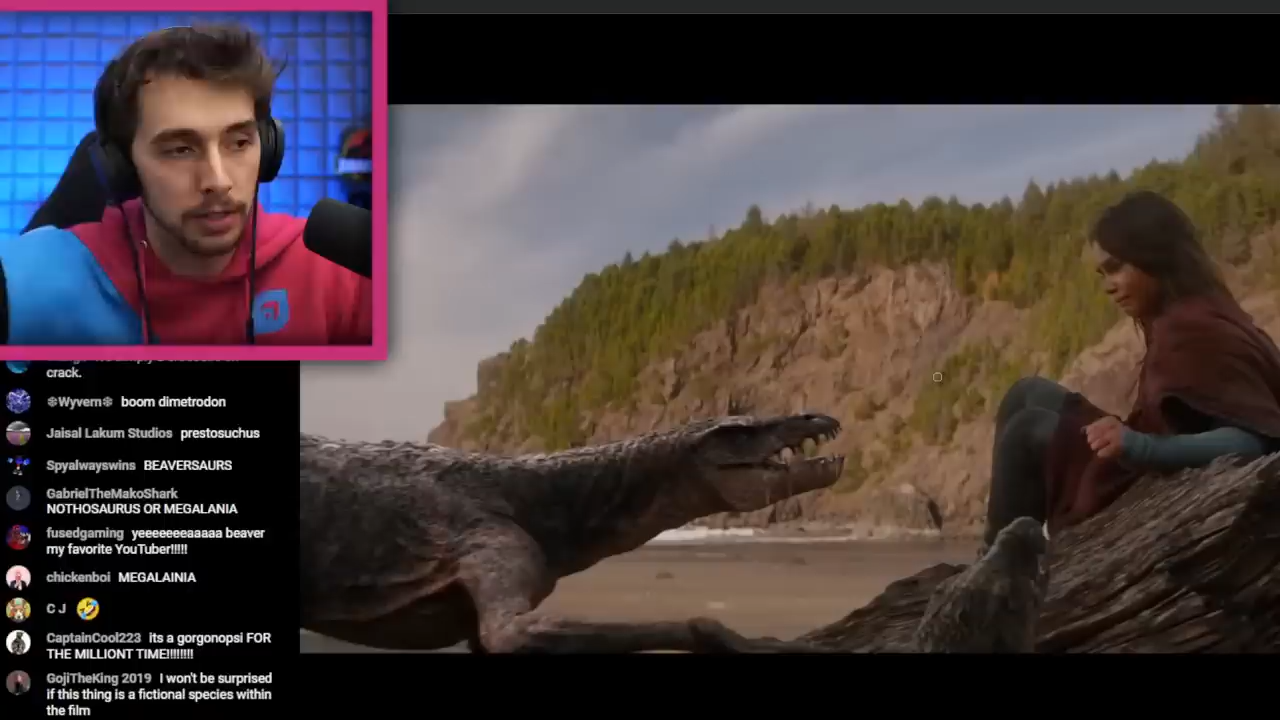 crack.
❄Wyvern❄ boom dimetrodon
Jaisal Lakum Studios prestosuchus
Spyalwayswins BEAVERSAURS
GabrielTheMakoShark
NOTHOSAURUS OR MEGALANIA
fusedgaming yeeeeeeeaaaaa beaver
my favorite YouTuber!!!!!
chickenboi MEGALAINIA
C J 🤣
CaptainCool223 its a gorgonopsi FOR
THE MILLIONT TIME!!!!!!!!
GojiTheKing 2019 I won't be surprised
if this thing is a fictional species within
the film